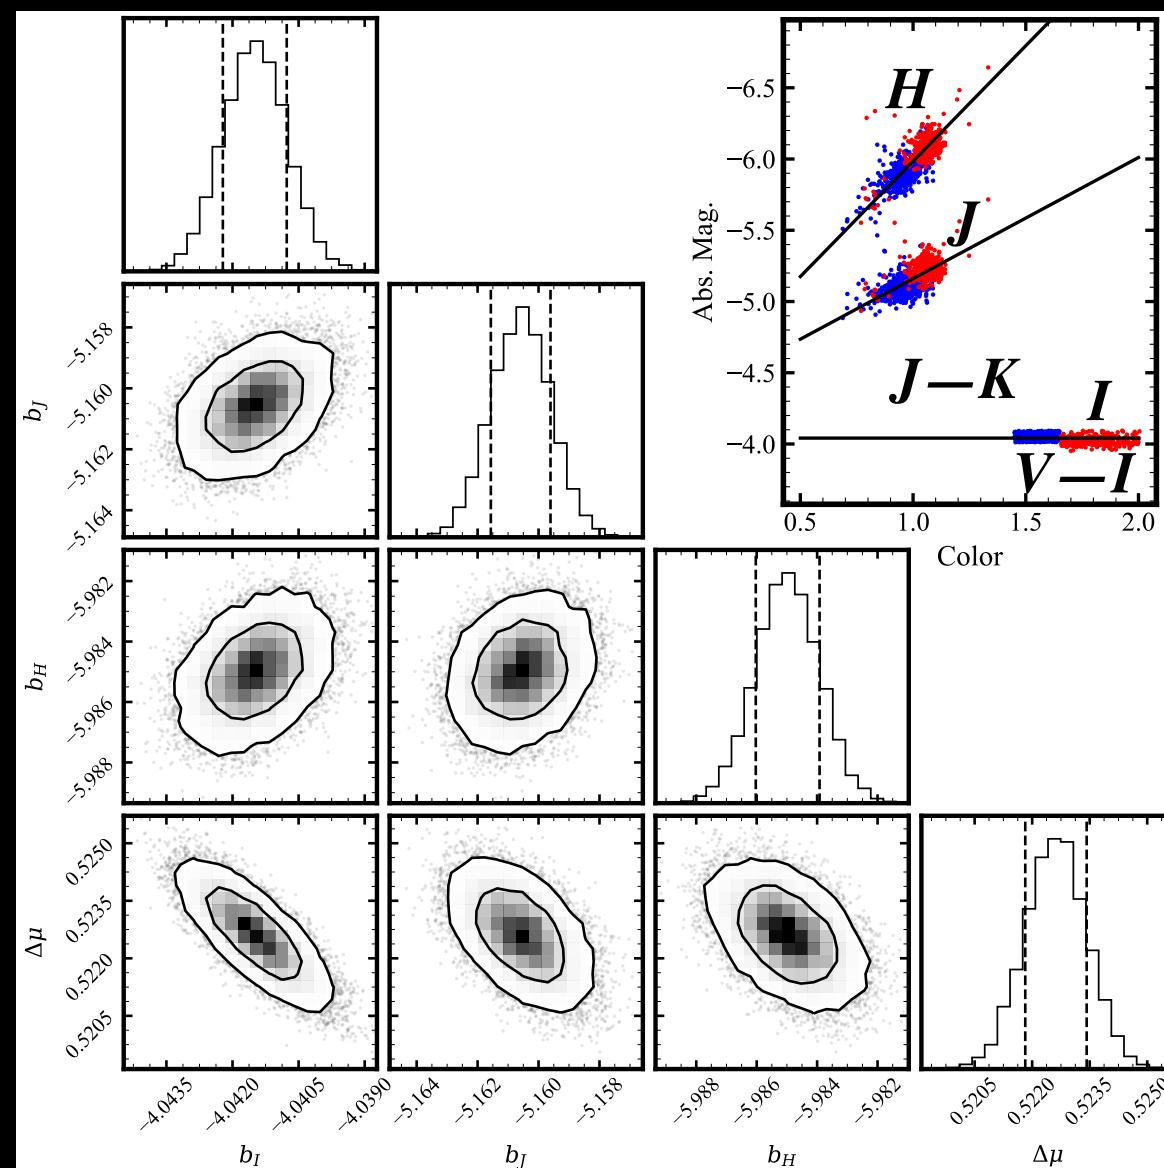 H
J
J−K
I
V−I
Abs. Mag.
−6.5
−6.0
−5.5
−5.0
−4.5
−4.0
0.5 1.0 1.5 2.0
Color
b_J
−5.158
−5.160
−5.162
−5.164
b_H
−5.982
−5.984
−5.986
−5.988
Δμ
0.5250
0.5235
0.5220
0.5205
−4.0435 −4.0420 −4.0405 −4.0390
−5.164 −5.162 −5.160 −5.158
−5.988 −5.986 −5.984 −5.982
0.5205 0.5220 0.5235 0.5250
b_I b_J b_H Δμ